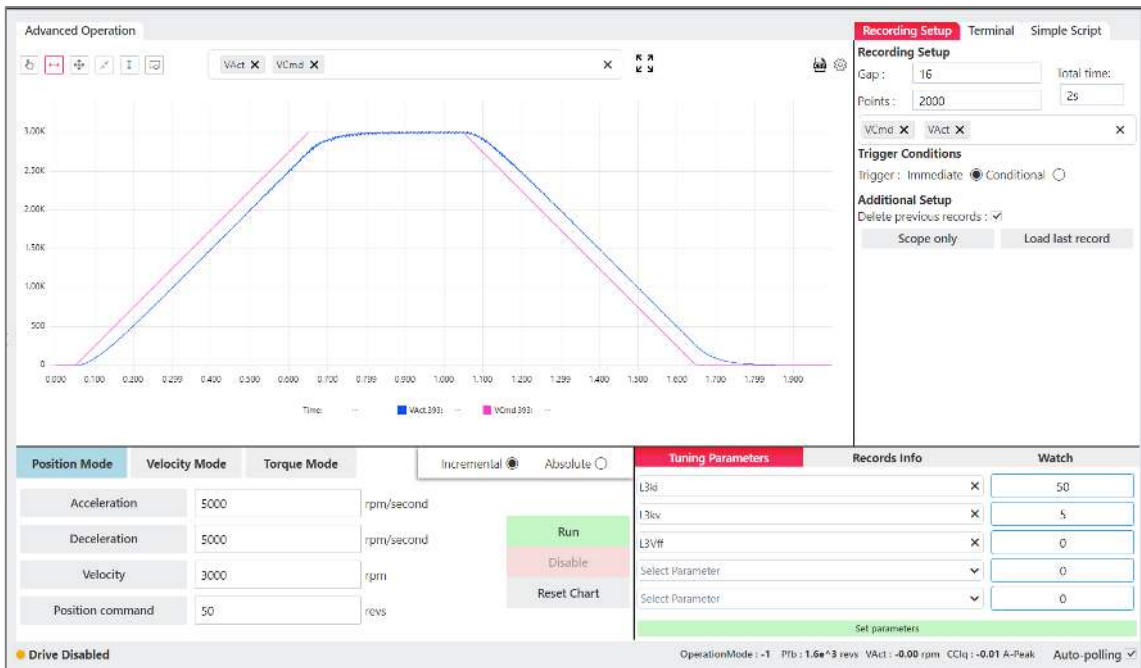 Advanced Operation
VAct X VCmd X
3.00K
2.50K
2.00K
1.50K
1.00K
500
0
0.000 0.100 0.200 0.299 0.400 0.500 0.600 0.700 0.799 0.900 1.000 1.100 1.200 1.299 1.400 1.500 1.600 1.700 1.799 1.900
Time: -- VAct.393: -- VCmd.393: --
Recording Setup Terminal Simple Script
Recording Setup
Gap : 16 Total time:
Points : 2000 2s
VCmd X VAct X
Trigger Conditions
Trigger : Immediate Conditional
Additional Setup
Delete previous records :
Scope only Load last record
Position Mode Velocity Mode Torque Mode Incremental Absolute
Acceleration 5000 rpm/second
Deceleration 5000 rpm/second
Velocity 3000 rpm
Position command 50 revs
Run
Disable
Reset Chart
Tuning Parameters Records Info Watch
L3ki 50
L3kv 5
L3Vff 0
Select Parameter 0
Select Parameter 0
Set parameters
Drive Disabled OperationMode : -1 Pfb : 1.6e^3 revs VAct : -0.00 rpm CCIq : -0.01 A-Peak Auto-polling